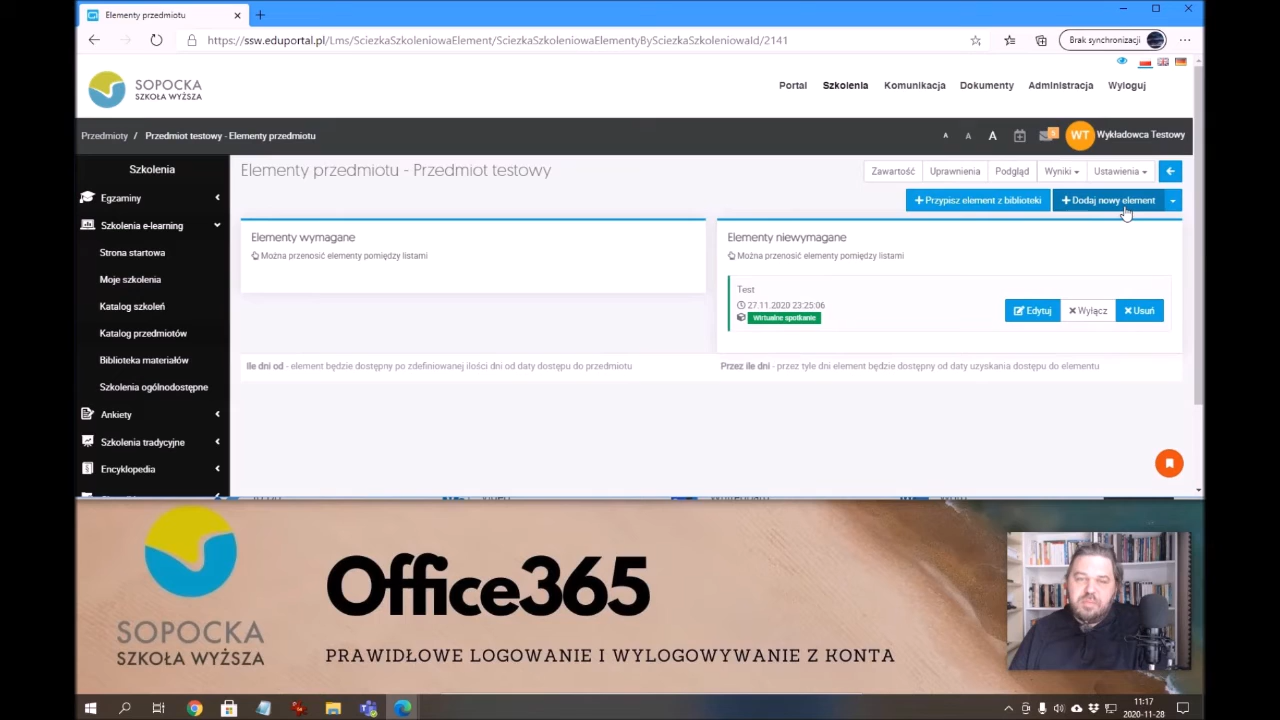 Elementy przedmiotu
https://ssw.eduportal.pl/Lms/SciezkaSzkoleniowaElement/SciezkaSzkoleniowaElementyBySciezkaSzkoleniowaId/2141
Brak synchronizacji
SOPOCKA
SZKOŁA WYŻSZA
Portal
Szkolenia
Komunikacja
Dokumenty
Administracja
Wyloguj
Przedmioty / Przedmiot testowy - Elementy przedmiotu
A A A
WT
Wykładowca Testowy
Szkolenia
Egzaminy
Szkolenia e-learning
Strona startowa
Moje szkolenia
Katalog szkoleń
Katalog przedmiotów
Biblioteka materiałów
Szkolenia ogólnodostępne
Ankiety
Szkolenia tradycyjne
Encyklopedia
Elementy przedmiotu - Przedmiot testowy
Zawartość
Uprawnienia
Podgląd
Wyniki
Ustawienia
Przypisz element z biblioteki
Dodaj nowy element
Elementy wymagane
Można przenosić elementy pomiędzy listami
Elementy niewymagane
Można przenosić elementy pomiędzy listami
Test
27.11.2020 23:25:06
Wirtualne spotkanie
Edytuj
Wyłącz
Usuń
Ile dni od - element będzie dostępny po zdefiniowanej ilości dni od daty dostępu do przedmiotu
Przez ile dni - przez tyle dni element będzie dostępny od daty uzyskania dostępu do elementu
SOPOCKA
SZKOŁA WYŻSZA
Office365
PRAWIDŁOWE LOGOWANIE I WYLOGOWYWANIE Z KONTA
11:17
2020-11-28